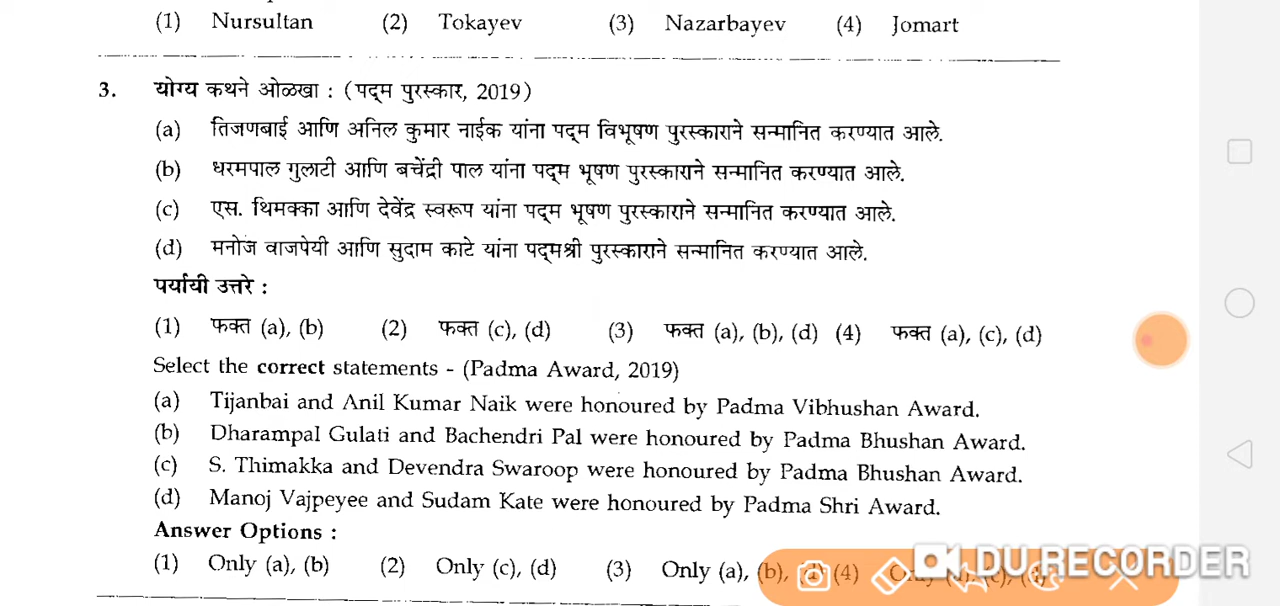 (1) Nursultan (2) Tokayev (3) Nazarbayev (4) Jomart
3. योग्य कथने ओळखा : (पद्म पुरस्कार, 2019)
(a) तिजणबाई आणि अनिल कुमार नाईक यांना पद्म विभूषण पुरस्काराने सन्मानित करण्यात आले.
(b) धरमपाल गुलाटी आणि बचेंद्री पाल यांना पद्म भूषण पुरस्काराने सन्मानित करण्यात आले.
(c) एस. थिमक्का आणि देवेंद्र स्वरूप यांना पद्म भूषण पुरस्काराने सन्मानित करण्यात आले.
(d) मनोज वाजपेयी आणि सुदाम काटे यांना पद्मश्री पुरस्काराने सन्मानित करण्यात आले.
पर्यायी उत्तरे :
(1) फक्त (a), (b) (2) फक्त (c), (d) (3) फक्त (a), (b), (d) (4) फक्त (a), (c), (d)
Select the correct statements - (Padma Award, 2019)
(a) Tijanbai and Anil Kumar Naik were honoured by Padma Vibhushan Award.
(b) Dharampal Gulati and Bachendri Pal were honoured by Padma Bhushan Award.
(c) S. Thimakka and Devendra Swaroop were honoured by Padma Bhushan Award.
(d) Manoj Vajpeyee and Sudam Kate were honoured by Padma Shri Award.
Answer Options :
(1) Only (a), (b) (2) Only (c), (d) (3) Only (a), (b), (4)
DU RECORDER